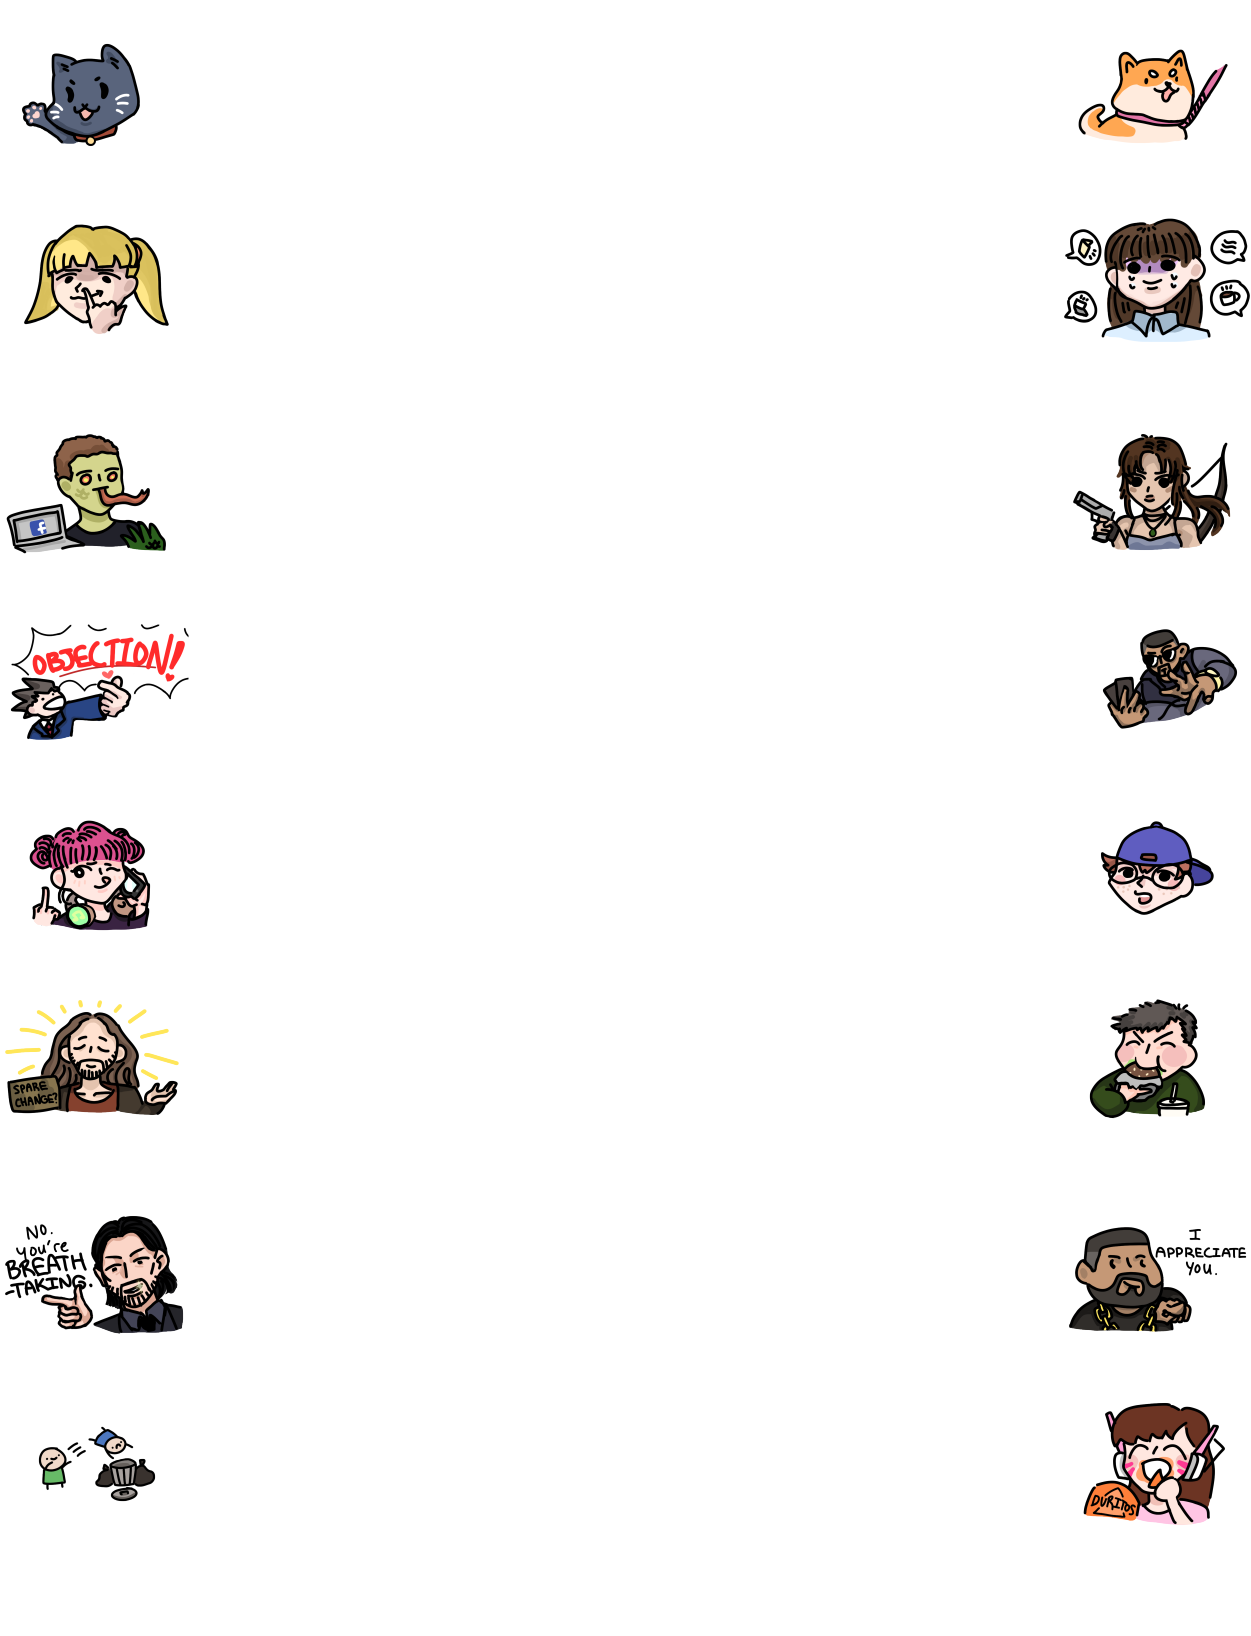 f
OBJECTION!
SPARE
CHANGE?
NO.
you're
BREATH
-TAKING.
I
APPRECIATE
YOU.
DURITOS